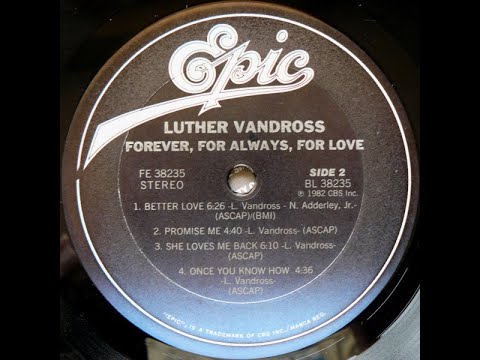 Epic
LUTHER VANDROSS
FOREVER, FOR ALWAYS, FOR LOVE
FE 38235
STEREO
SIDE 2
BL 38235
℗ 1982 CBS Inc.
1. BETTER LOVE 6:26 -L. Vandross - N. Adderley, Jr.-
(ASCAP)/(BMI)
2. PROMISE ME 4:40 -L. Vandross- (ASCAP)
3. SHE LOVES ME BACK 6:10 -L. Vandross-
(ASCAP)
4. ONCE YOU KNOW HOW 4:36
-L. Vandross-
(ASCAP)
"EPIC", IS A TRADEMARK OF CBS INC./MARCA REG.